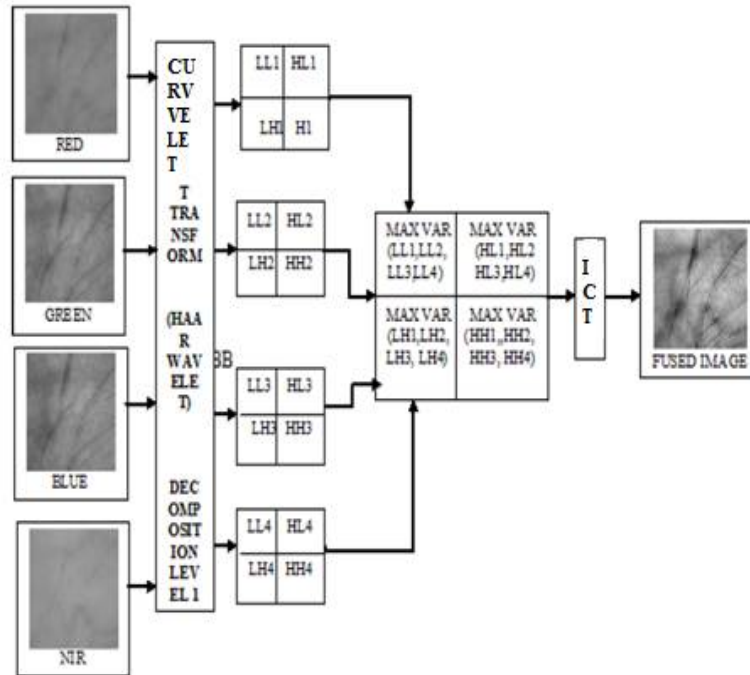 RED
GREEN
BLUE
NIR
CU
RV
VE
LE
T
T
TRA
NSF
ORM
(HAA
R
WAV
ELE
T)
DEC
OMP
OSIT
ION
LEV
EL 1
BB
LL1 HL1
LH1 H1
LL2 HL2
LH2 HH2
LL3 HL3
LH3 HH3
LL4 HL4
LH4 HH4
MAX VAR
(LL1,LL2,
LL3,LL4)
MAX VAR
(HL1,HL2
HL3,HL4)
MAX VAR
(LH1,LH2,
LH3, LH4)
MAX VAR
(HH1,,HH2,
HH3, HH4)
I
C
T
FUSED IMAGE